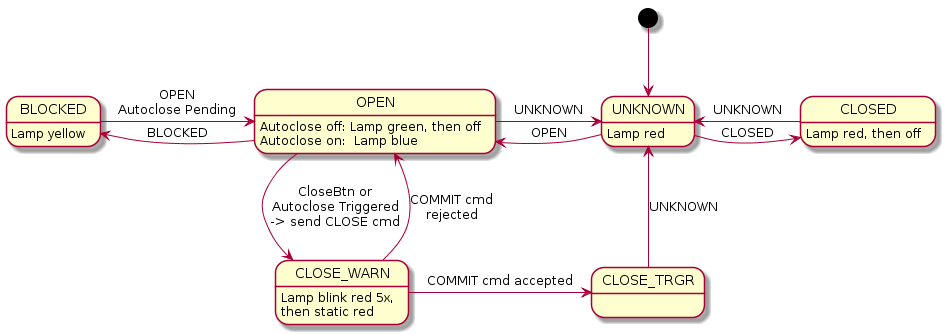 BLOCKED
Lamp yellow
OPEN
Autoclose Pending
BLOCKED
OPEN
Autoclose off: Lamp green, then off
Autoclose on:  Lamp blue
UNKNOWN
OPEN
UNKNOWN
Lamp red
UNKNOWN
CLOSED
CLOSED
Lamp red, then off
CloseBtn or
Autoclose Triggered
-> send CLOSE cmd
COMMIT cmd
rejected
UNKNOWN
CLOSE_WARN
Lamp blink red 5x,
then static red
COMMIT cmd accepted
CLOSE_TRGR